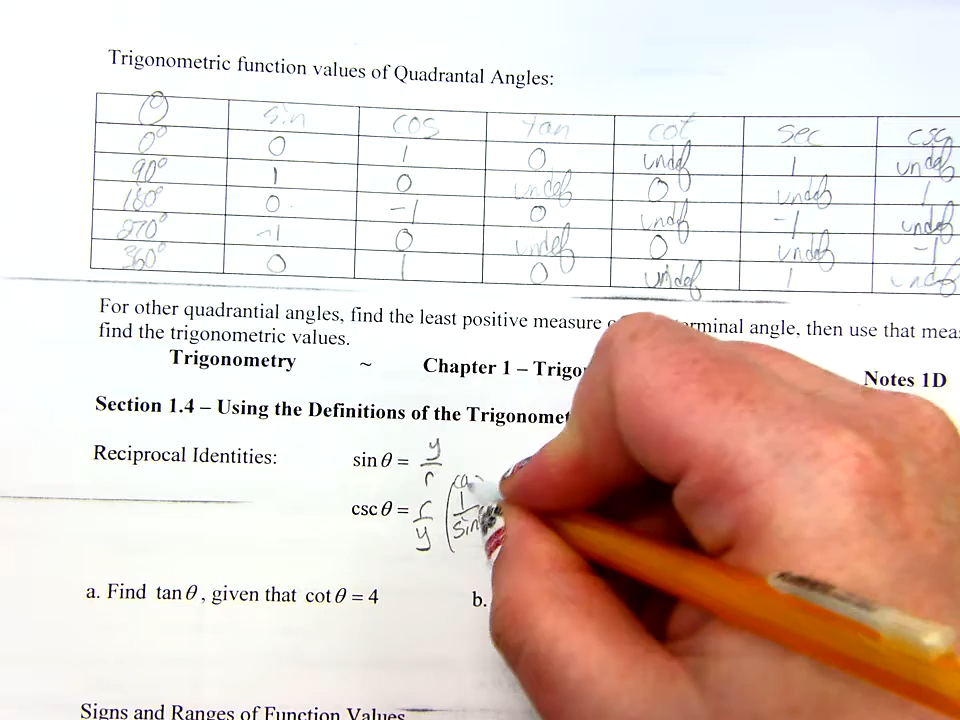 Trigonometric function values of Quadrantal Angles:
θ sin cos tan cot sec csc
0° 0 1 0 undef 1 undef
90° 1 0 undef 0 undef 1
180° 0 -1 0 undef -1 undef
270° -1 0 undef 0 undef -1
360° 0 1 0 undef 1 undef
For other quadrantial angles, find the least positive measure angle, then use that
find the trigonometric values.
Trigonometry ~ Chapter 1 – Notes 1D
Section 1.4 – Using the Definitions of the
Reciprocal Identities: sin θ = y/r
csc θ = r/y (1/sin
a. Find tan θ, given that cot θ = 4 b.
Signs and Ranges of Function Values